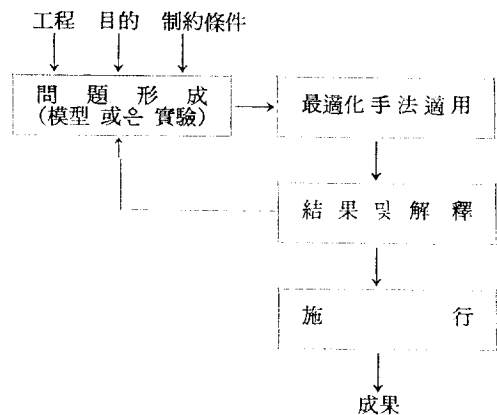 工程 目的 制約條件
問題形成
(模型 或은 實驗)
最適化手法適用
結果 및 解釋
施行
成果